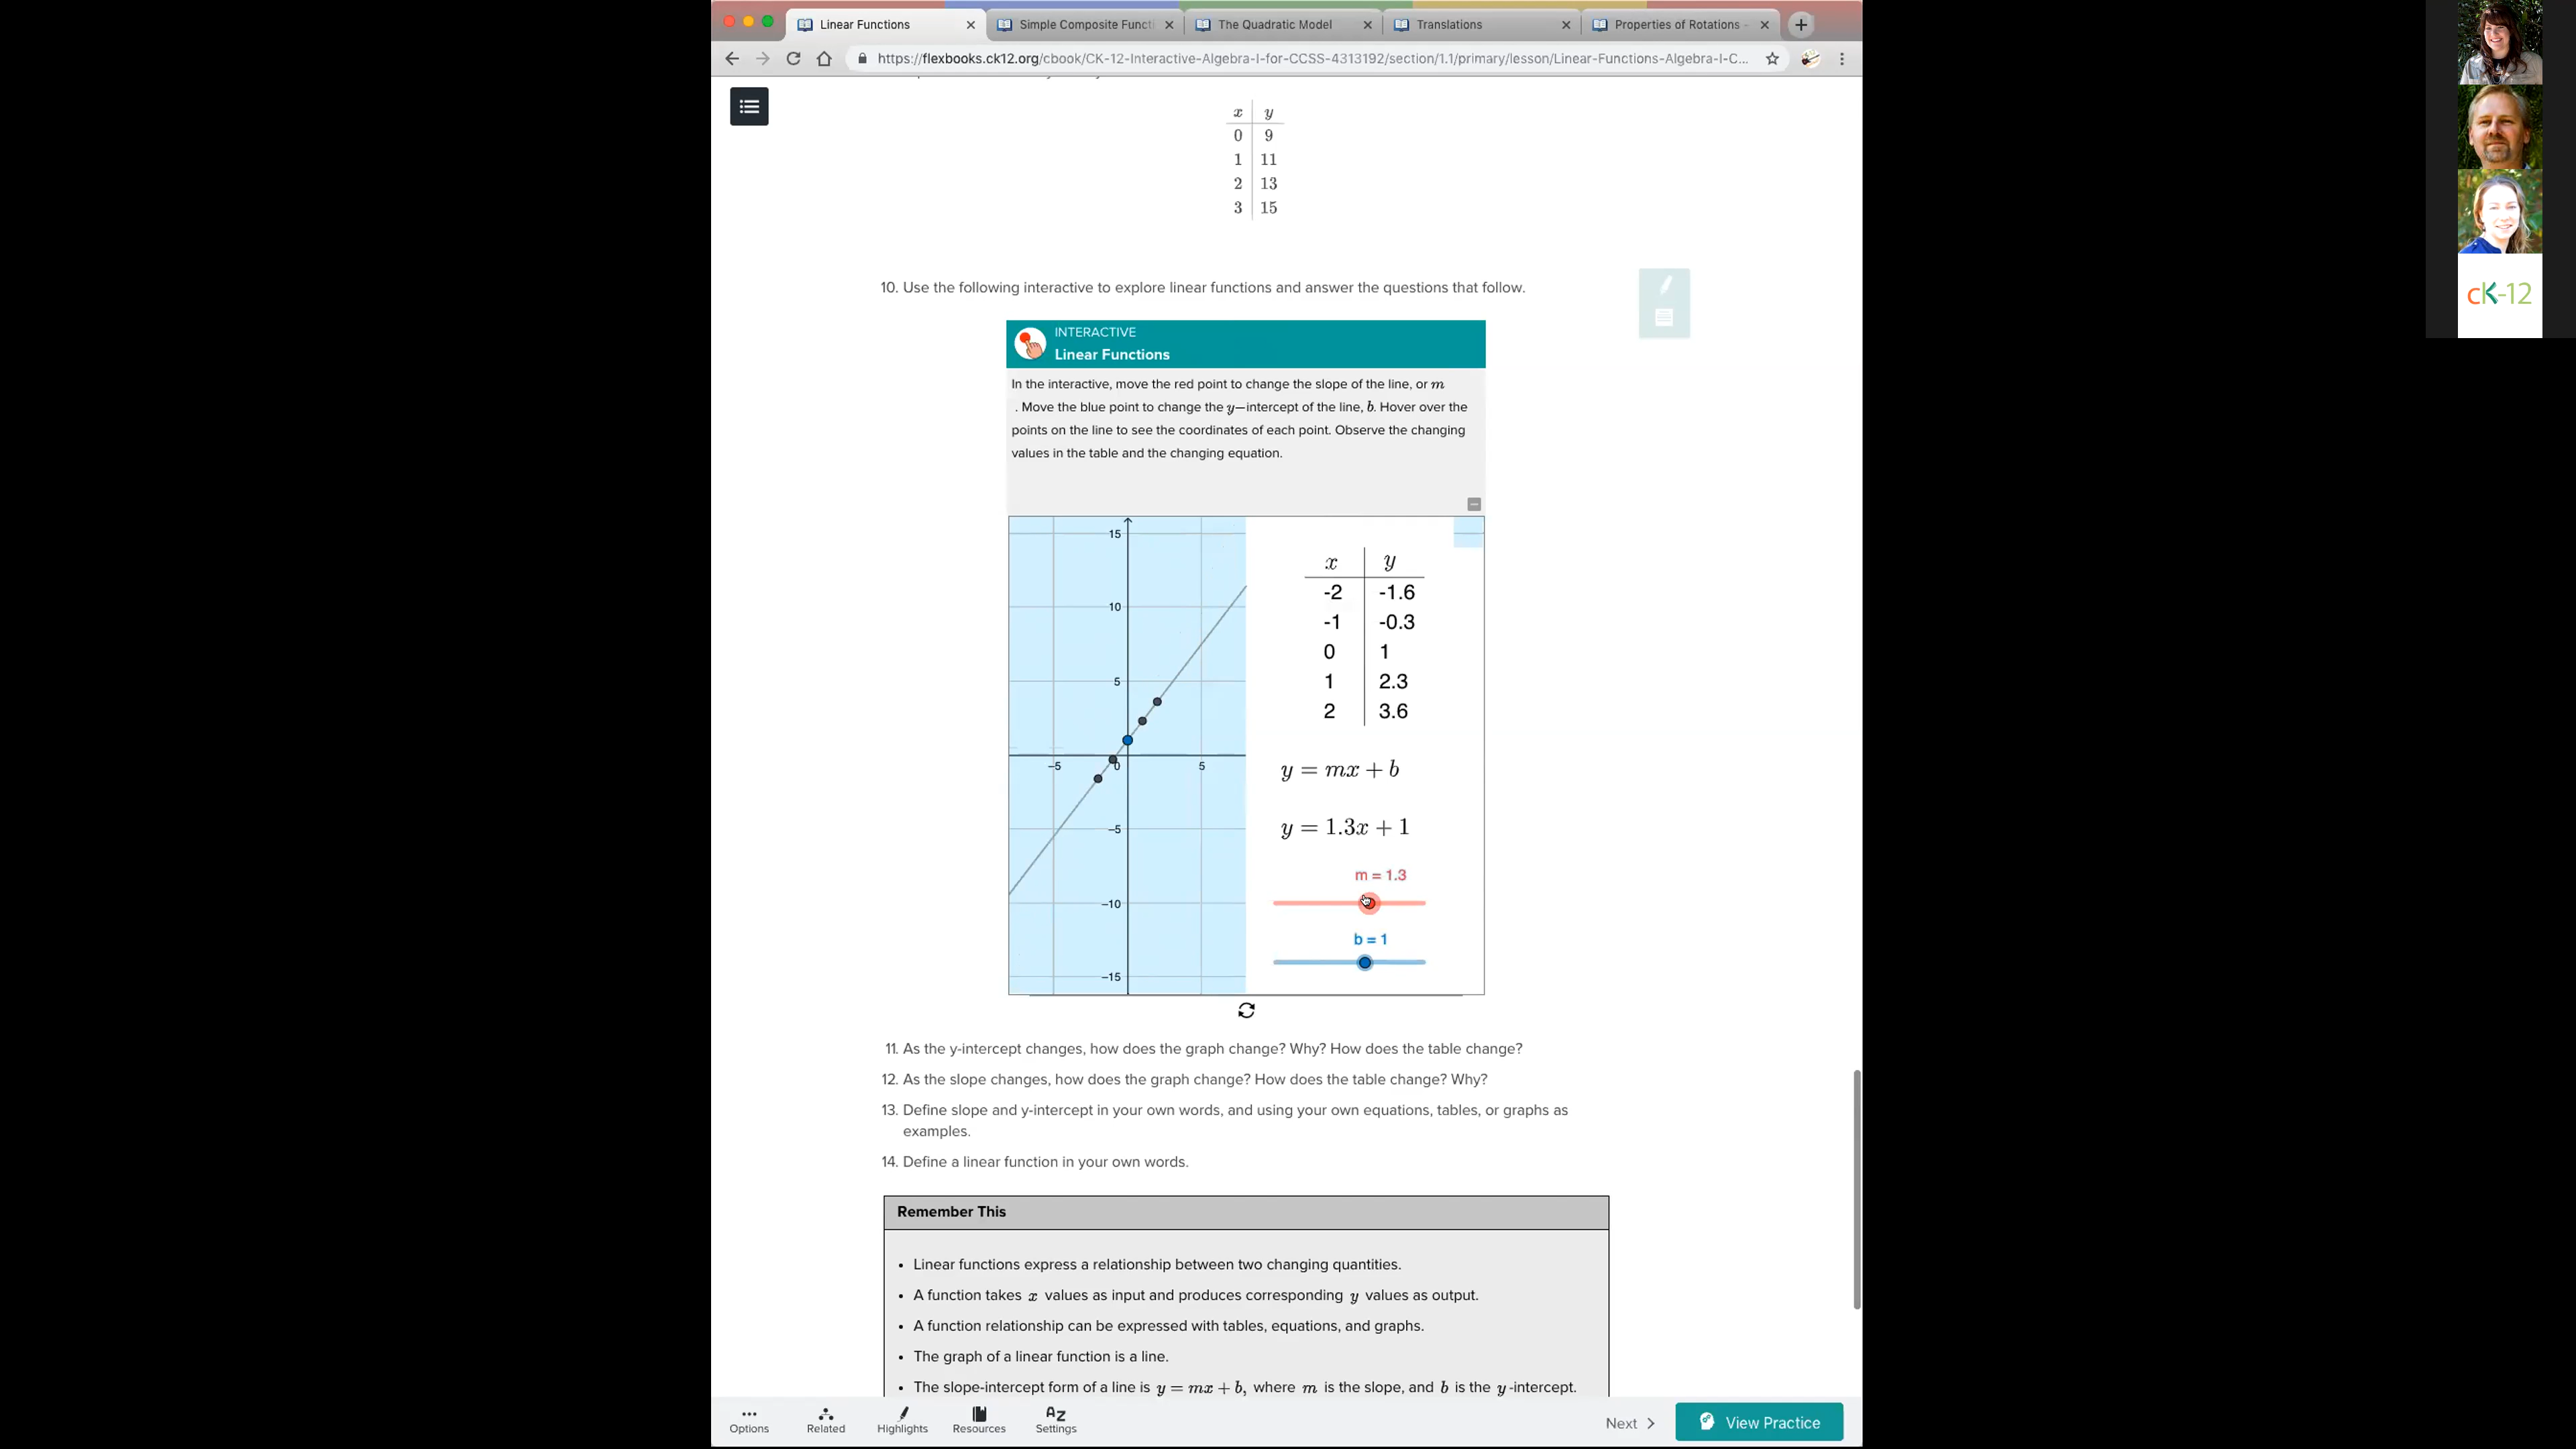 Linear Functions
Simple Composite Functi
The Quadratic Model
Translations
Properties of Rotations -
https://flexbooks.ck12.org/cbook/CK-12-Interactive-Algebra-I-for-CCSS-4313192/section/1.1/primary/lesson/Linear-Functions-Algebra-I-C...
x y
0 9
1 11
2 13
3 15
cK-12
10. Use the following interactive to explore linear functions and answer the questions that follow.
INTERACTIVE
Linear Functions
In the interactive, move the red point to change the slope of the line, or m
. Move the blue point to change the y−intercept of the line, b. Hover over the
points on the line to see the coordinates of each point. Observe the changing
values in the table and the changing equation.
15
10
5
−5 0 5
−5
−10
−15
x y
-2 -1.6
-1 -0.3
0 1
1 2.3
2 3.6
y = mx + b
y = 1.3x + 1
m = 1.3
b = 1
11. As the y-intercept changes, how does the graph change? Why? How does the table change?
12. As the slope changes, how does the graph change? How does the table change? Why?
13. Define slope and y-intercept in your own words, and using your own equations, tables, or graphs as
examples.
14. Define a linear function in your own words.
Remember This
• Linear functions express a relationship between two changing quantities.
• A function takes x values as input and produces corresponding y values as output.
• A function relationship can be expressed with tables, equations, and graphs.
• The graph of a linear function is a line.
• The slope-intercept form of a line is y = mx + b, where m is the slope, and b is the y-intercept.
Options
Related
Highlights
Resources
AZ
Settings
Next
View Practice